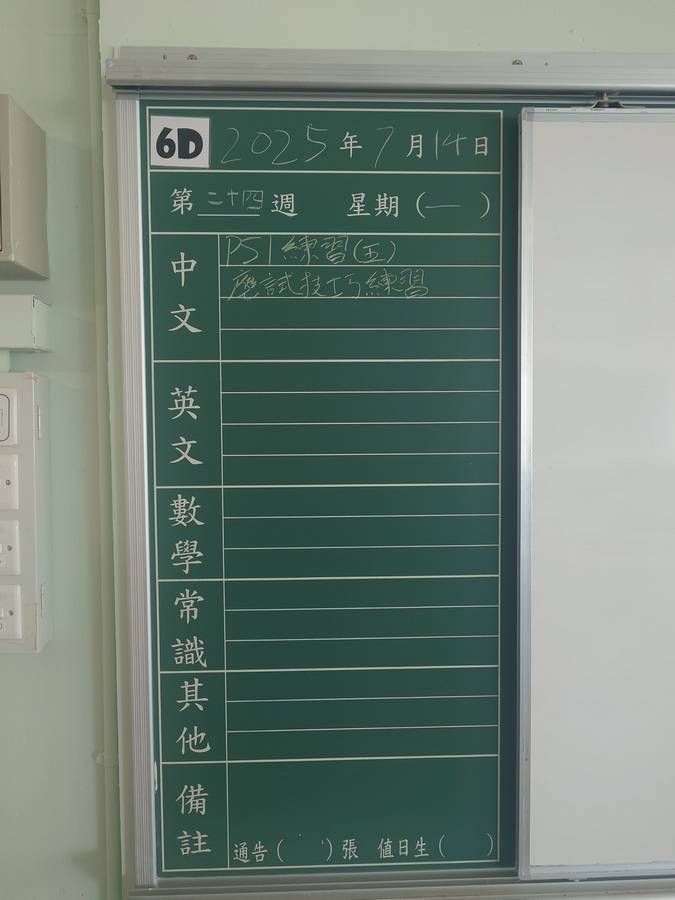 6D 2025年7月14日
第二十四週 星期(一)
中文
P51練習(五)
應試技巧練習
英文
數學
常識
其他
備註
通告( )張 值日生( )